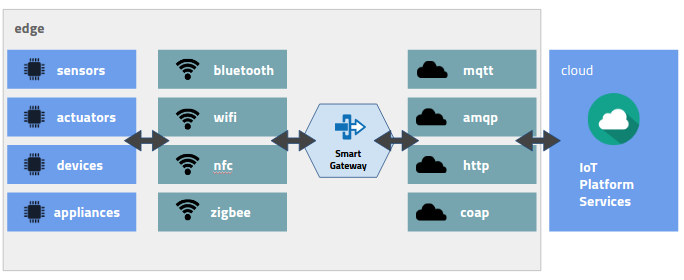 edge
sensors
actuators
devices
appliances
bluetooth
wifi
nfc
zigbee
Smart
Gateway
mqtt
amqp
http
coap
cloud
IoT
Platform
Services